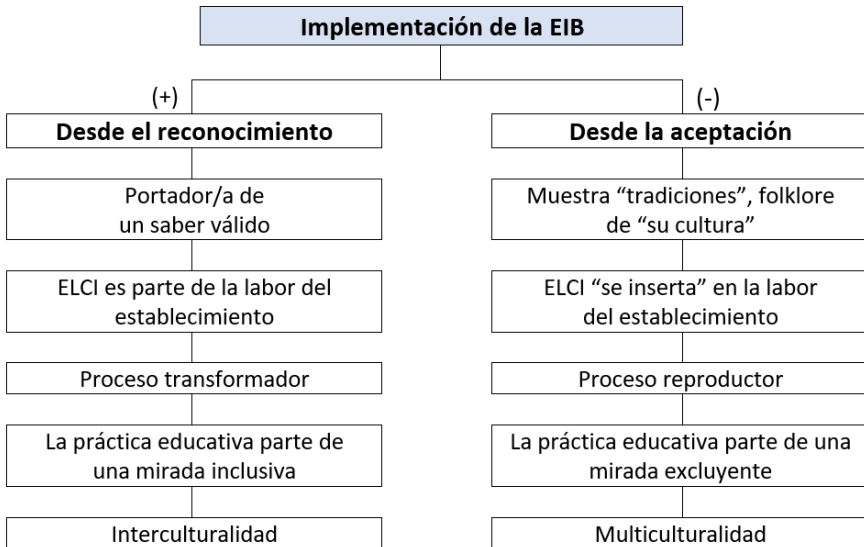 Implementación de la EIB
(+)
Desde el reconocimiento
Portador/a de
un saber válido
ELCI es parte de la labor del
establecimiento
Proceso transformador
La práctica educativa parte de
una mirada inclusiva
Interculturalidad
(-)
Desde la aceptación
Muestra “tradiciones”, folklore
de “su cultura”
ELCI “se inserta” en la labor
del establecimiento
Proceso reproductor
La práctica educativa parte de una
mirada excluyente
Multiculturalidad